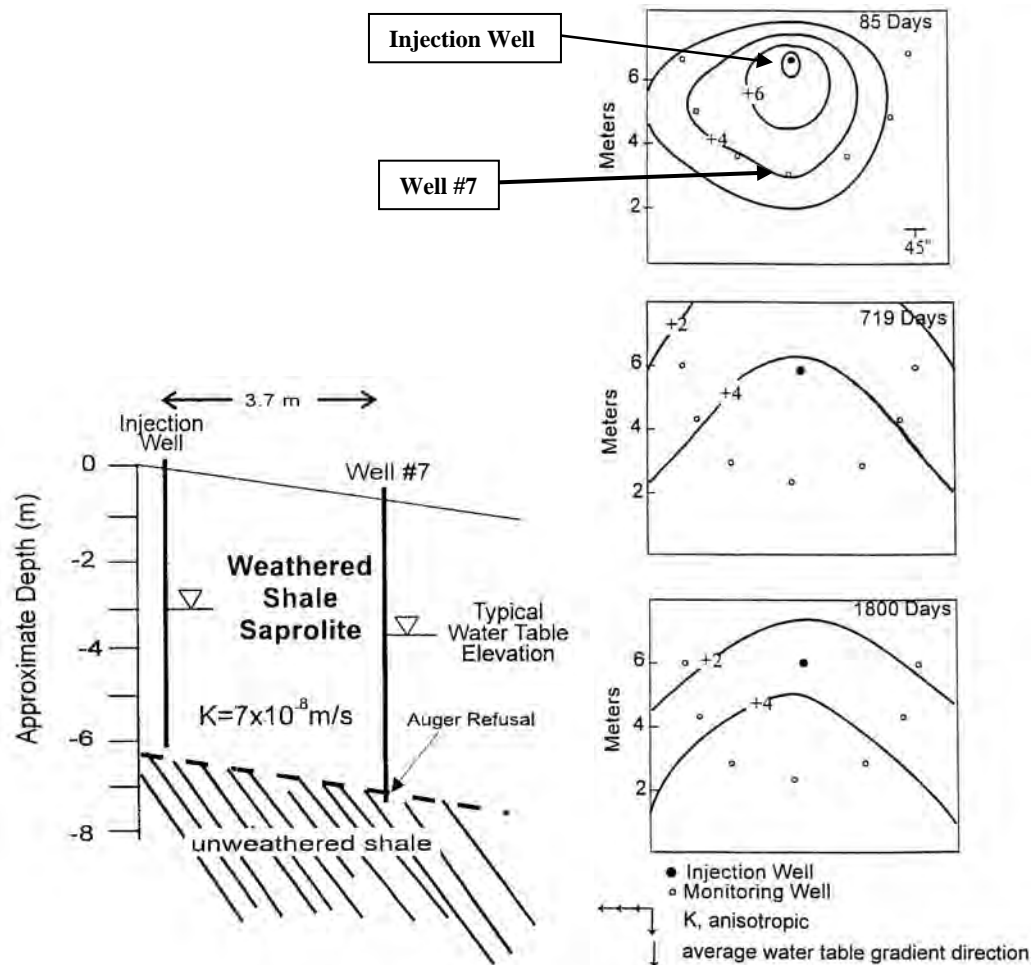 Injection Well
Well #7
85 Days
Meters
6
4
2
+6
+4
45°
719 Days
Meters
6
4
2
+2
+4
1800 Days
Meters
6
4
2
+2
+4
● Injection Well
○ Monitoring Well
K, anisotropic
average water table gradient direction
3.7 m
Injection
Well
Well #7
Approximate Depth (m)
0
-2
-4
-6
-8
Weathered
Shale
Saprolite
Typical
Water Table
Elevation
K=7x10⁻⁸m/s
Auger Refusal
unweathered shale